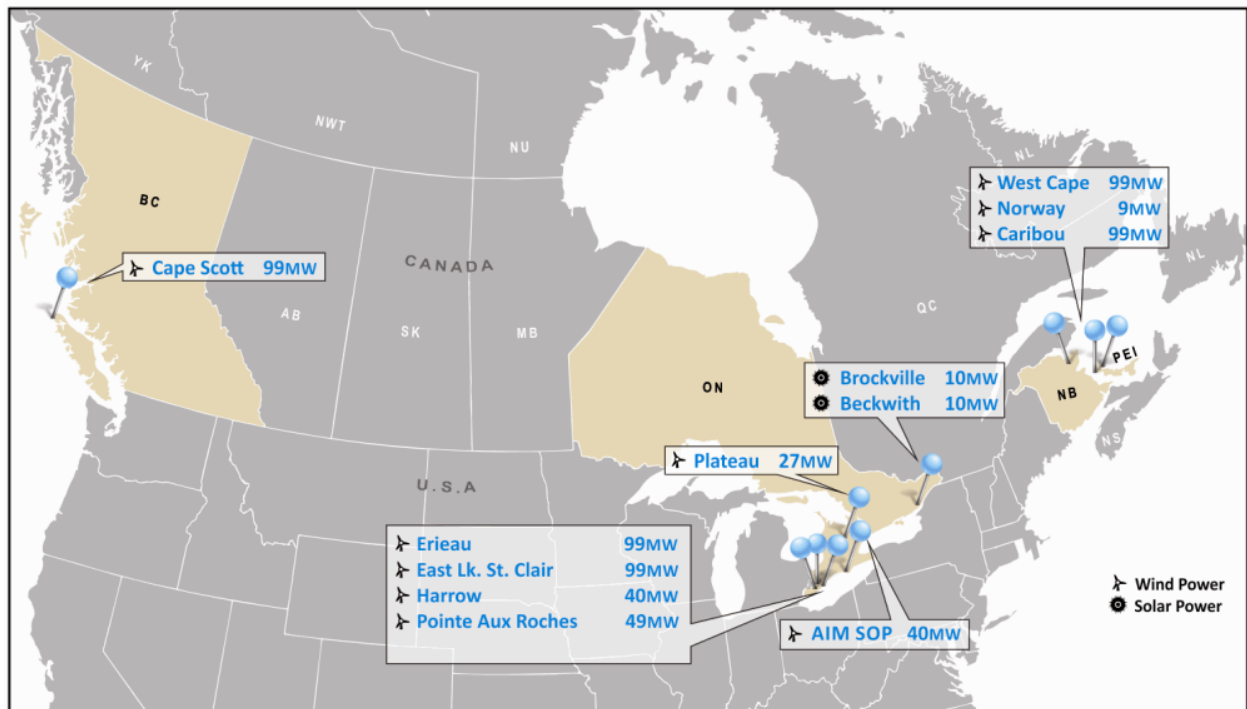 YK
NWT
NU
NL
BC
West Cape 99MW
Norway 9MW
Caribou 99MW
NL
Cape Scott 99MW
CANADA
AB
SK
MB
QC
ON
PEI
NB
NS
Brockville 10MW
Beckwith 10MW
Plateau 27MW
U.S.A
Erieau 99MW
East Lk. St. Clair 99MW
Harrow 40MW
Pointe Aux Roches 49MW
AIM SOP 40MW
Wind Power
Solar Power